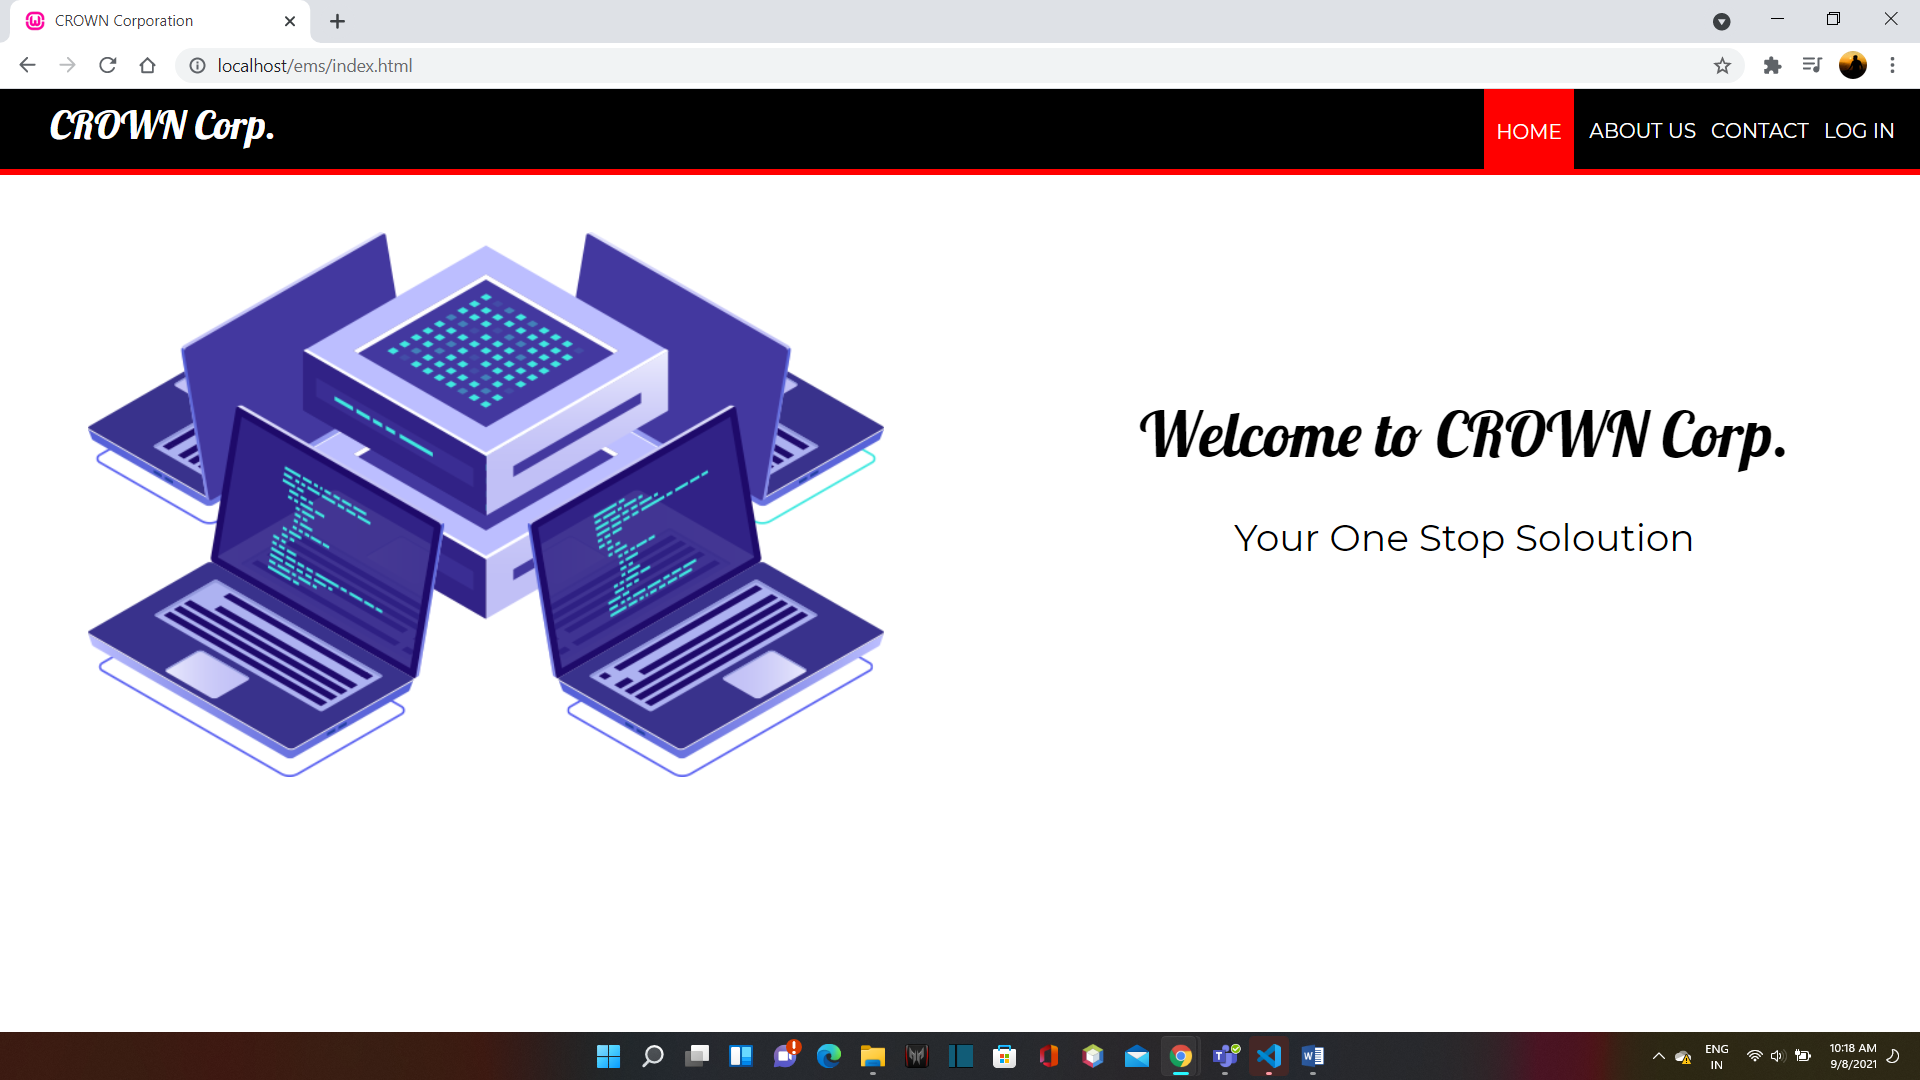 CROWN Corporation
localhost/ems/index.html
CROWN Corp.
HOME ABOUT US CONTACT LOG IN
Welcome to CROWN Corp.
Your One Stop Soloution
ENG
IN
10:18 AM
9/8/2021